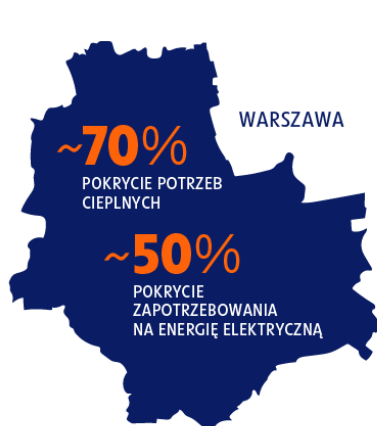 WARSZAWA
~70%
POKRYCIE POTRZEB
CIEPLNYCH
~50%
POKRYCIE
ZAPOTRZEBOWANIA
NA ENERGIĘ ELEKTRYCZNĄ